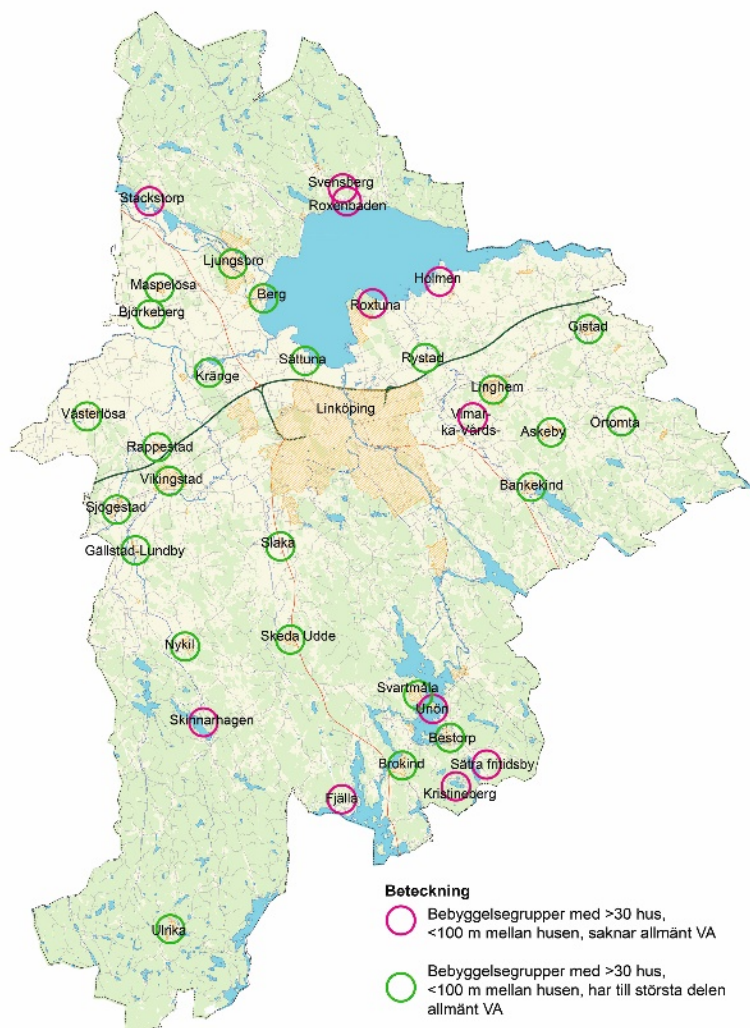 Svensberg
Stackstorp
Roxenbaden
Ljungsbro
Holmen
Maspelösa
Berg
Roxtuna
Björkeberg
Gistad
Sättuna
Rystad
Kränge
Linghem
Linköping
Västerlösa
Vimar-
ka-Vårds-
Askeby
Örtomta
Rappestad
Vikingstad
Bankekind
Sjögestad
Gällstad-Lundby
Slaka
Nykil
Skeda Udde
Svartmåla
Unön
Skinnarhagen
Bestorp
Brokind
Sätra fritidsby
Kristineberg
Fjälla
Ulrika
Beteckning
Bebyggelsegrupper med >30 hus,
<100 m mellan husen, saknar allmänt VA
Bebyggelsegrupper med >30 hus,
<100 m mellan husen, har till största delen
allmänt VA